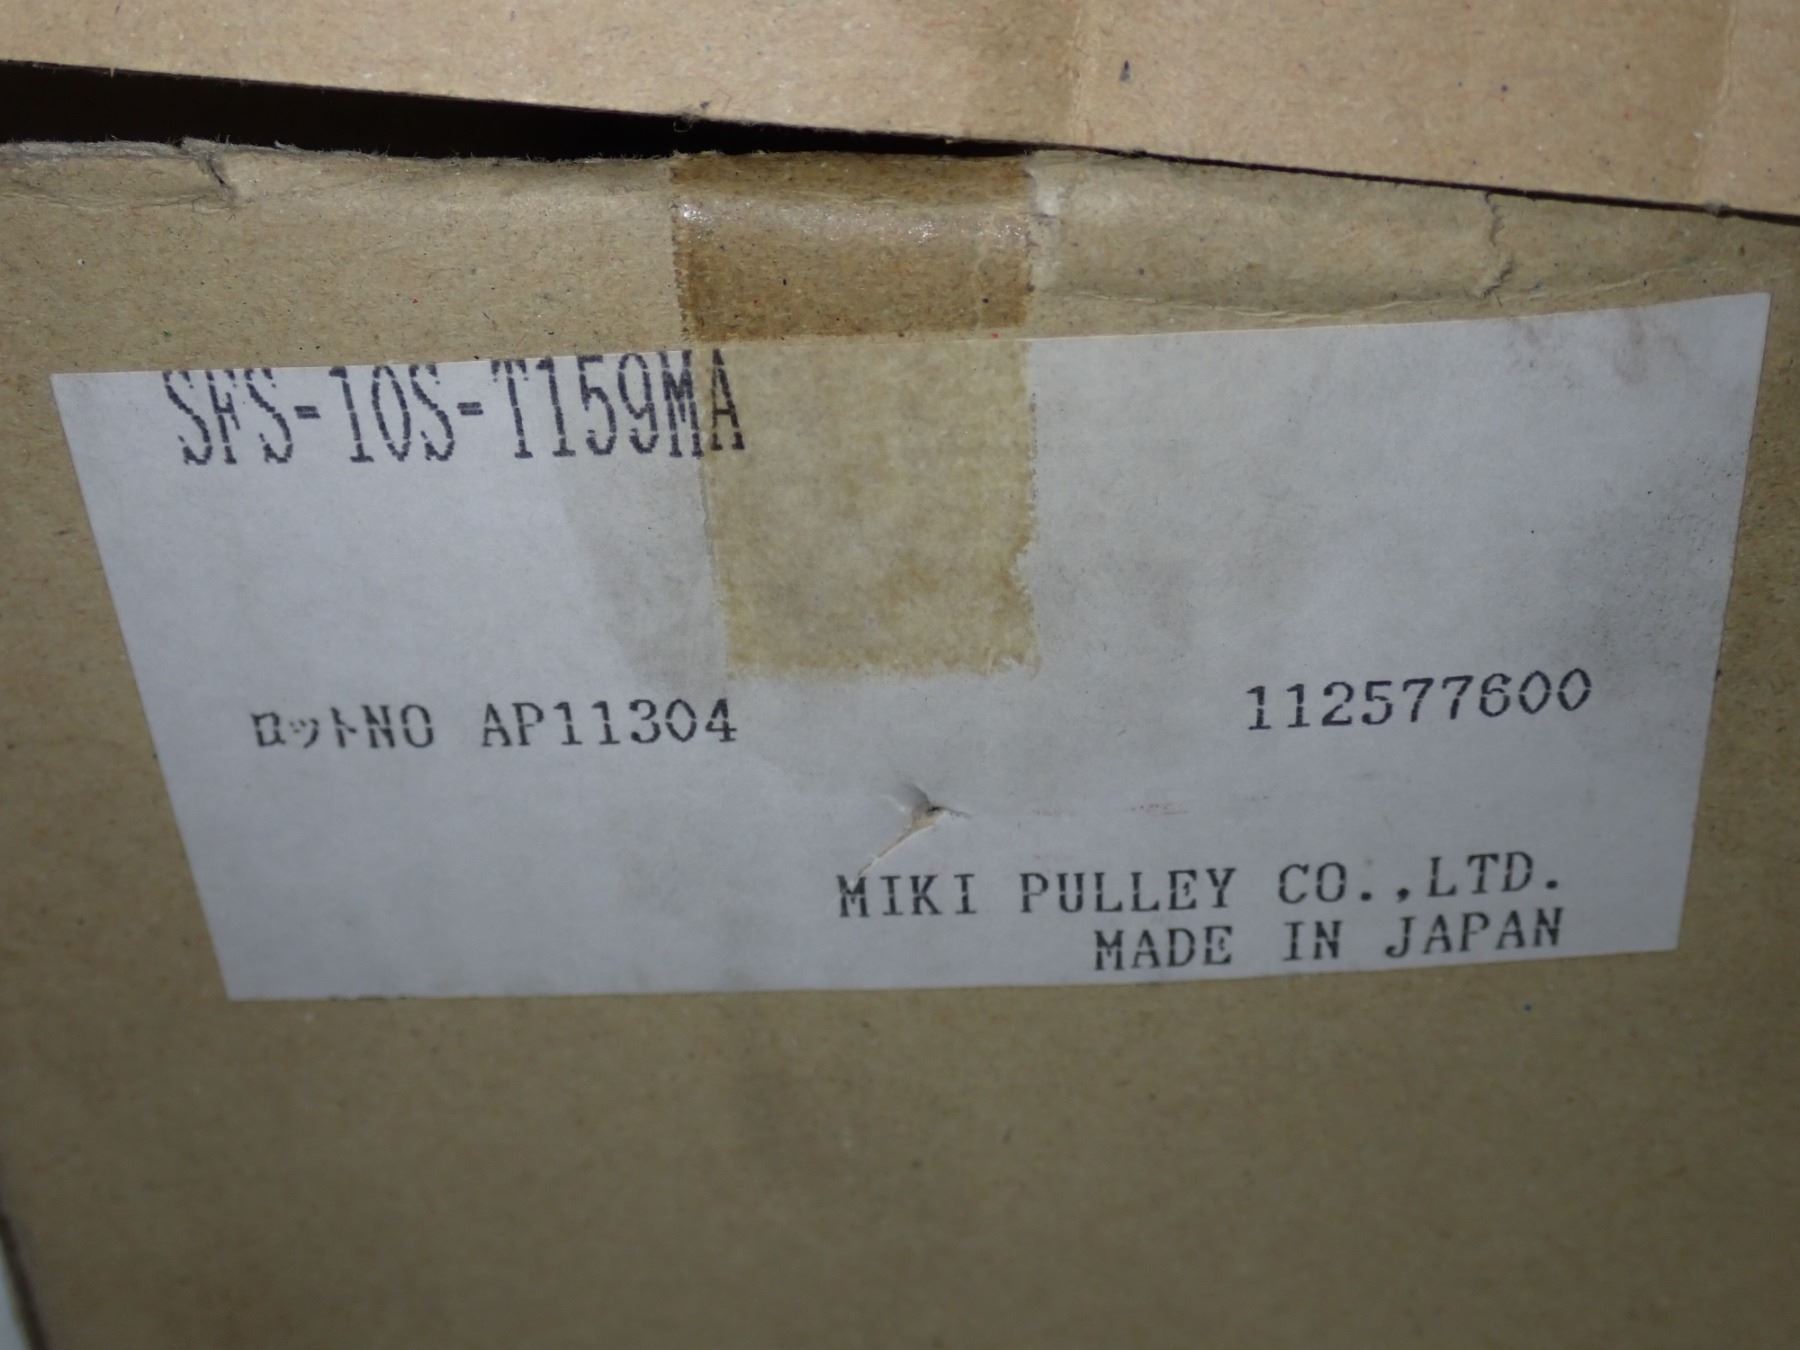 SFS-10S-T159MA
ロットNO AP11304 112577600
MIKI PULLEY CO.,LTD.
MADE IN JAPAN